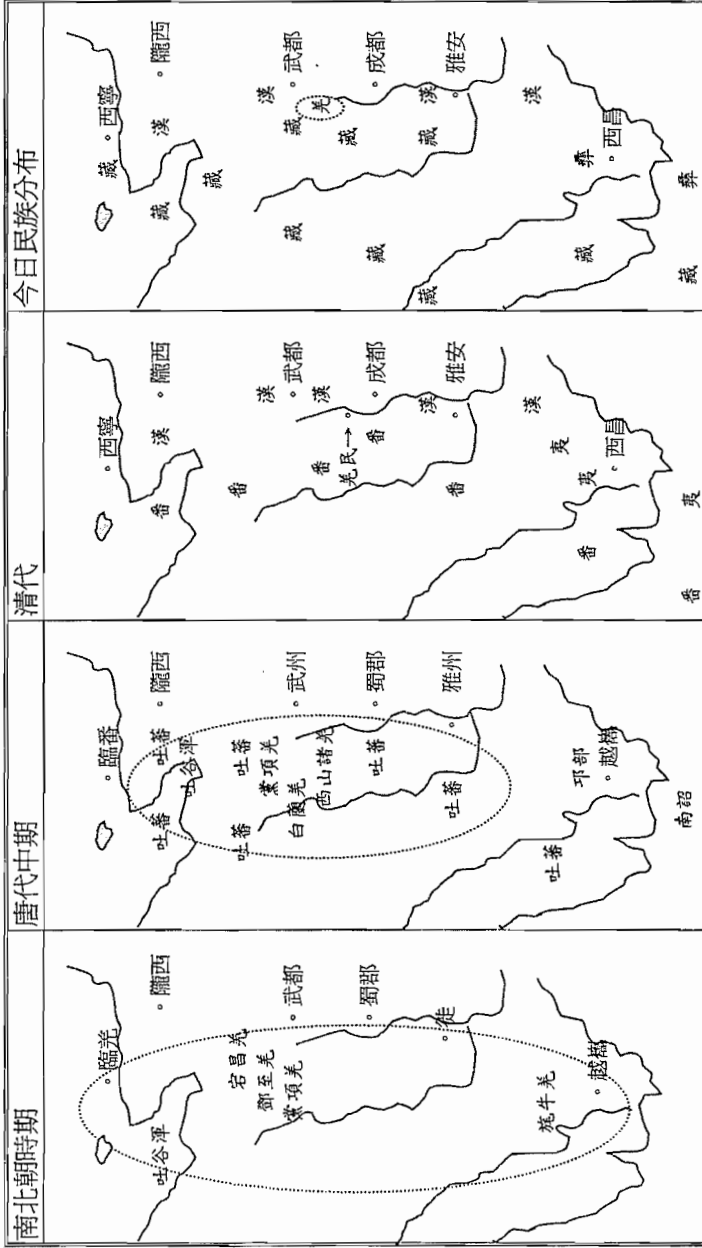 南北朝時期
臨羌
隴西
吐谷渾
宕昌羌
鄧至羌
黨項羌
武都
蜀郡
徙
旄牛羌
越嶲
唐代中期
臨蕃
隴西
吐蕃
吐蕃
吐谷渾
吐蕃
吐蕃
黨項羌
白蘭羌
西山諸羌
武州
蜀郡
吐蕃
雅州
吐蕃
邛部
越嶲
吐蕃
南詔
清代
西寧
隴西
漢
番
番
漢
武都
漢
番
羌民→
番
成都
漢
雅安
番
漢
夷
夷
西昌
番
夷
番
今日民族分布
西寧
藏
隴西
漢
藏
藏
漢
武都
藏
羌
藏
藏
成都
藏
漢
雅安
藏
藏
漢
彝
西昌
藏
彝
藏